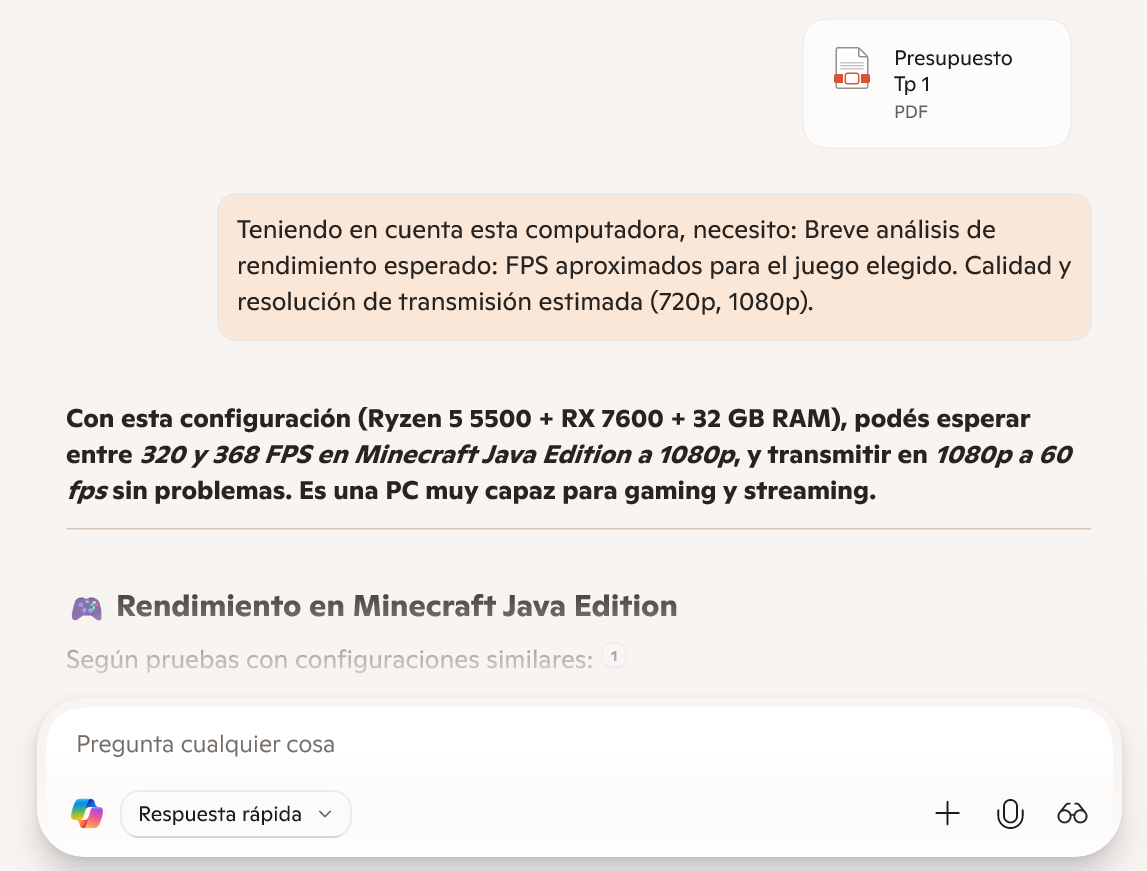 Presupuesto
Tp 1
PDF
Teniendo en cuenta esta computadora, necesito: Breve análisis de
rendimiento esperado: FPS aproximados para el juego elegido. Calidad y
resolución de transmisión estimada (720p, 1080p).
Con esta configuración (Ryzen 5 5500 + RX 7600 + 32 GB RAM), podés esperar
entre 320 y 368 FPS en Minecraft Java Edition a 1080p, y transmitir en 1080p a 60
fps sin problemas. Es una PC muy capaz para gaming y streaming.
Rendimiento en Minecraft Java Edition
Según pruebas con configuraciones similares: 1
Pregunta cualquier cosa
Respuesta rápida